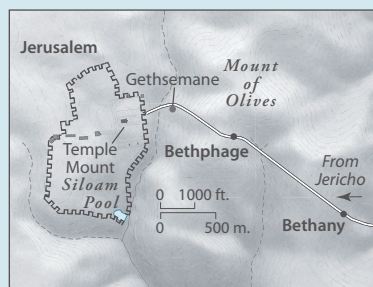 Jerusalem
Gethsemane
Mount
of
Olives
Temple
Mount
Siloam
Pool
Bethphage
0 1000 ft.
0 500 m.
From
Jericho
Bethany